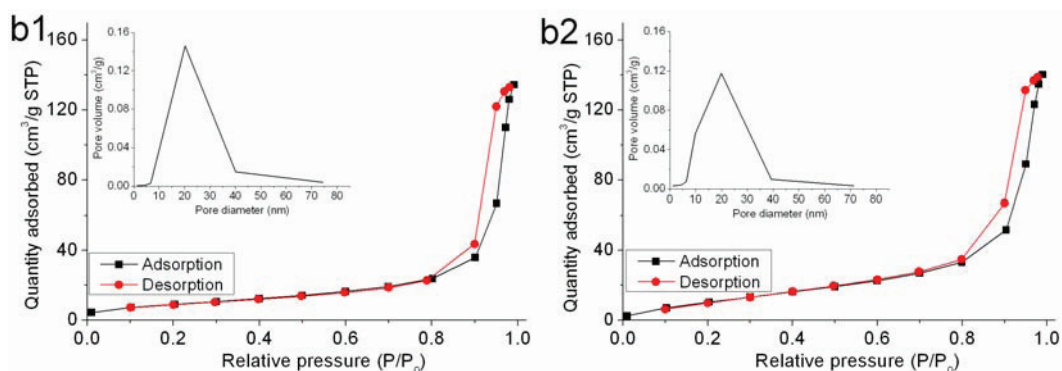 b1
Quantity adsorbed (cm³/g STP)
160
120
80
40
0
0.0 0.2 0.4 0.6 0.8 1.0
Relative pressure (P/P₀)
Adsorption
Desorption
Pore volume (cm³/g)
0.16
0.12
0.08
0.04
0.00
0 10 20 30 40 50 60 70 80
Pore diameter (nm)
b2
Quantity adsorbed (cm³/g STP)
160
120
80
40
0
0.0 0.2 0.4 0.6 0.8 1.0
Relative pressure (P/P₀)
Adsorption
Desorption
Pore volume (cm³/g)
0.16
0.12
0.08
0.04
0.00
0 10 20 30 40 50 60 70 80
Pore diameter (nm)